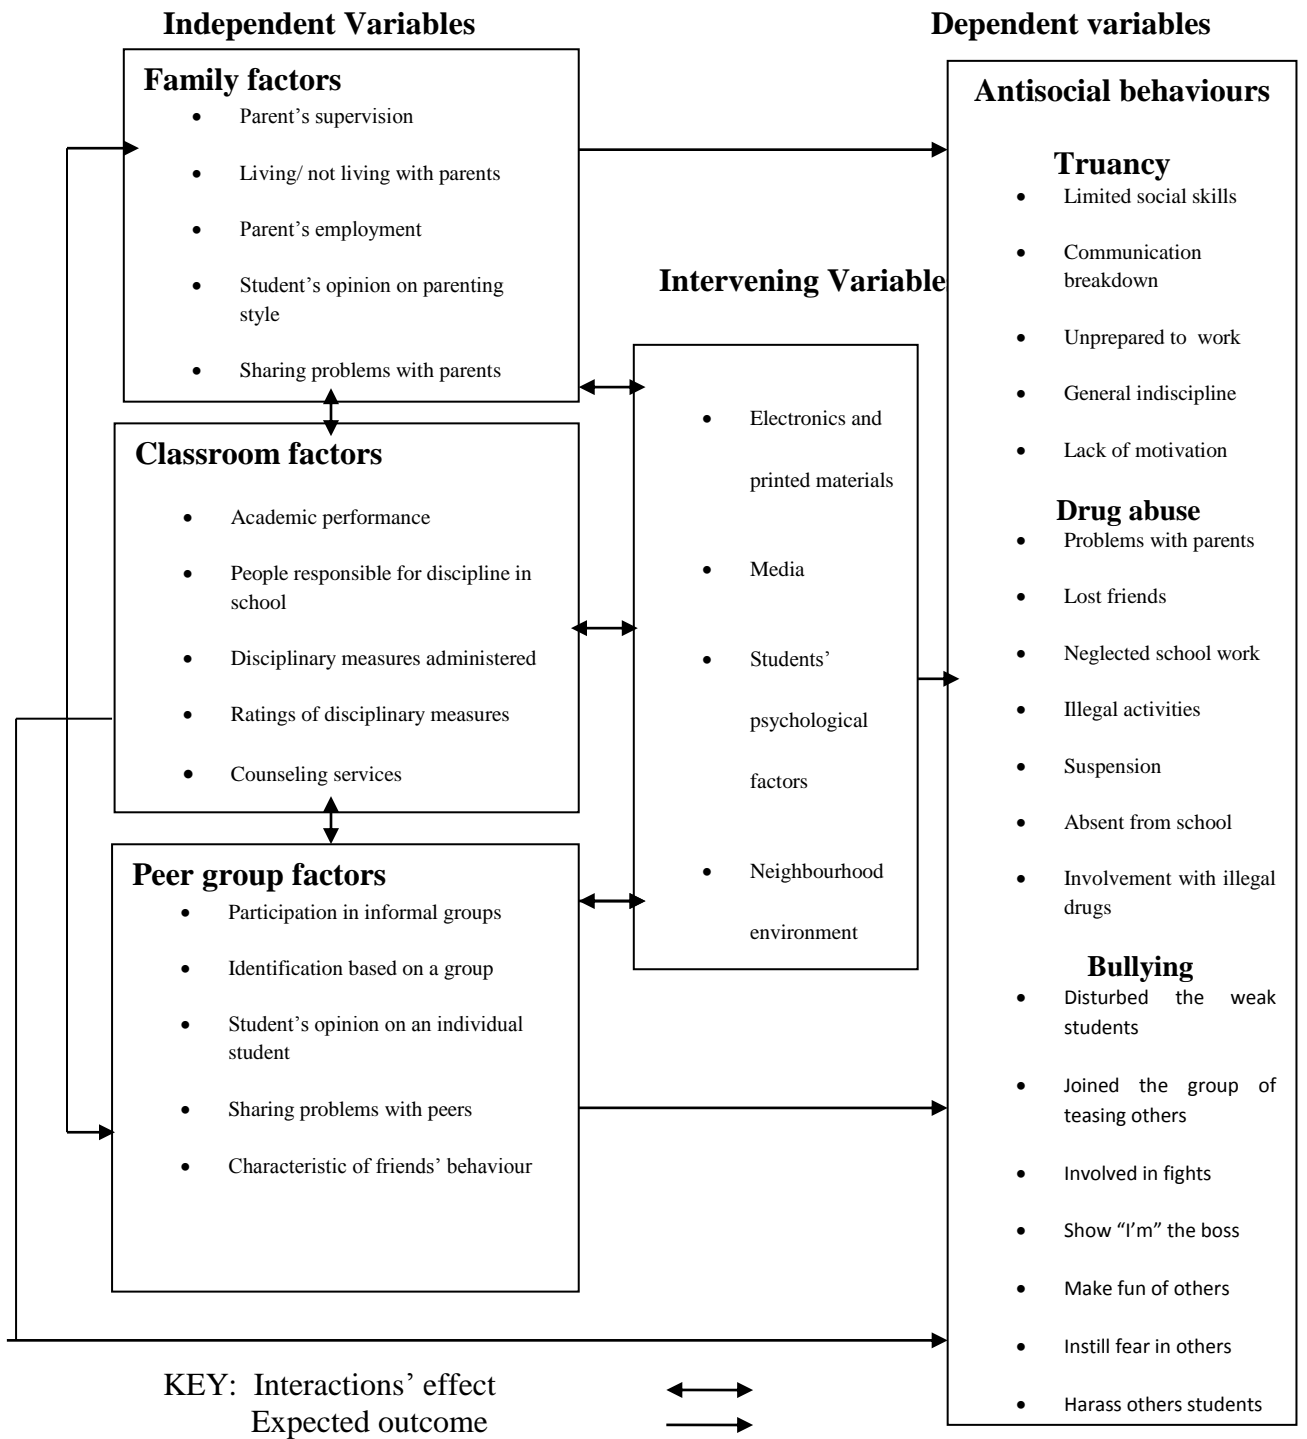 Independent Variables
Dependent variables
Family factors
• Parent's supervision
• Living/ not living with parents
• Parent's employment
• Student's opinion on parenting
style
• Sharing problems with parents
Classroom factors
• Academic performance
• People responsible for discipline in
school
• Disciplinary measures administered
• Ratings of disciplinary measures
• Counseling services
Peer group factors
• Participation in informal groups
• Identification based on a group
• Student's opinion on an individual
student
• Sharing problems with peers
• Characteristic of friends' behaviour
Intervening Variable
• Electronics and
printed materials
• Media
• Students'
psychological
factors
• Neighbourhood
environment
Antisocial behaviours
Truancy
• Limited social skills
• Communication
breakdown
• Unprepared to work
• General indiscipline
• Lack of motivation
Drug abuse
• Problems with parents
• Lost friends
• Neglected school work
• Illegal activities
• Suspension
• Absent from school
• Involvement with illegal
drugs
Bullying
• Disturbed the weak
students
• Joined the group of
teasing others
• Involved in fights
• Show “I'm” the boss
• Make fun of others
• Instill fear in others
• Harass others students
KEY: Interactions' effect
Expected outcome